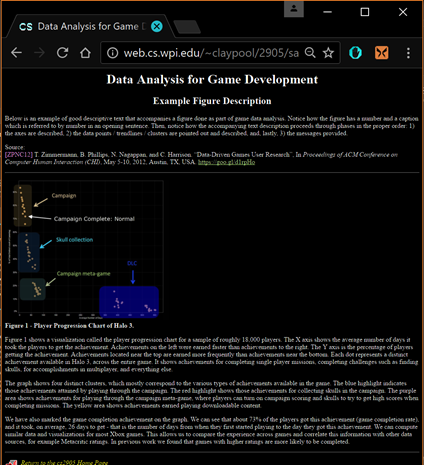 CS Data Analysis for Game D
web.cs.wpi.edu/~claypool/2905/sa
Data Analysis for Game Development
Example Figure Description
Below is an example of good descriptive text that accompanies a figure done as part of game data analysis. Notice how the figure has a number and a caption
which is referred to by number in an opening sentence. Then, notice how the accompanying text description proceeds through phases in the proper order: 1)
the axes are described, 2) the data points / trendlines / clusters are pointed out and described, and, lastly, 3) the messages provided.
Source:
[ZPNC12] T. Zimmermann, B. Phillips, N. Nagappan, and C. Harrison. "Data-Driven Games User Research". In Proceedings of ACM Conference on
Computer Human Interaction (CHI), May 5-10, 2012, Austin, TX, USA.
Campaign
Campaign Complete: Normal
Skull collection
Campaign meta-game
DLC
Figure 1 - Player Progression Chart of Halo 3.
Figure 1 shows a visualization called the player progression chart for a sample of roughly 18,000 players. The X axis shows the average number of days it
took the players to get the achievement. Achievements on the left were earned faster than achievements to the right. The Y axis is the percentage of players
getting the achievement. Achievements located near the top are earned more frequently than achievements near the bottom. Each dot represents a distinct
achievement available in Halo 3, across the entire game. It shows achievements for completing single player missions, completing challenges such as finding
skulls, for accomplishments in multiplayer, and everything else.
The graph shows four distinct clusters, which mostly correspond to the various types of achievements available in the game. The blue highlight indicates
those achievements attained by playing through the campaign. The red highlight shows those achievements for collecting skulls in the campaign. The purple
area shows achievements for playing through the campaign meta-game, where players can turn on campaign scoring and skulls to try to get high scores when
completing missions. The yellow area shows achievements earned playing downloadable content.
We have also marked the game completion achievement on the graph. We can see that about 73% of the players got this achievement (game completion rate),
and it took, on average, 26 days to get - that is the number of days from when they first started playing to the day they got this achievement. We can compute
similar data and visualizations for most Xbox games. This allows us to compare the experience across games and correlate this information with other data
sources, for example Metacritic ratings. In previous work we found that games with higher ratings are more likely to be completed.
Return to the cs2905 Home Page